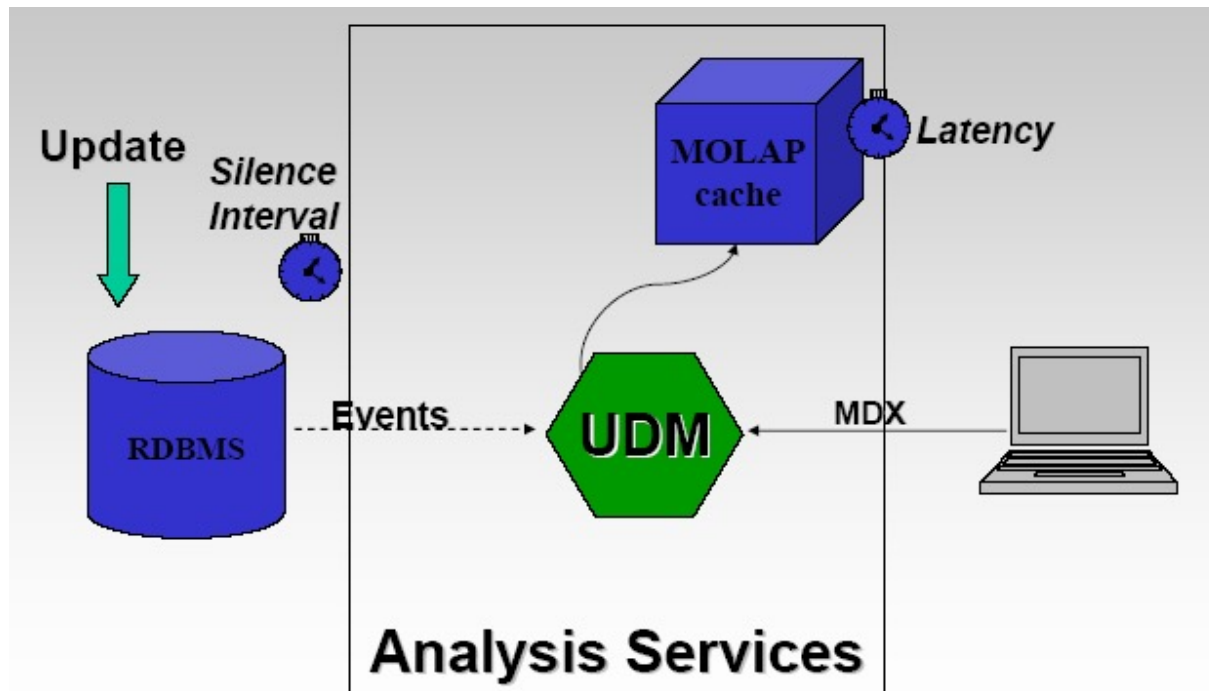 Update
Silence
Interval
MOLAP
cache
Latency
RDBMS
Events
UDM
MDX
Analysis Services